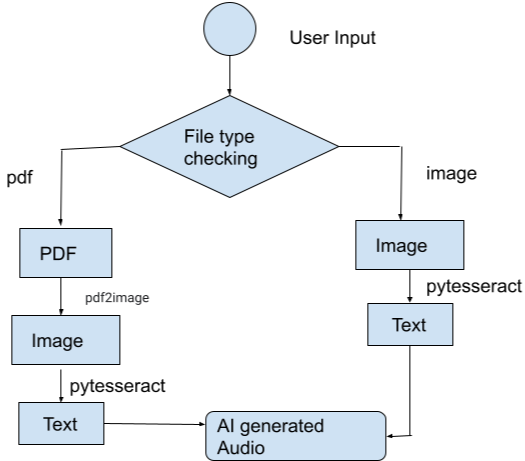 User Input
File type
checking
pdf
image
PDF
Image
pdf2image
pytesseract
Image
Text
pytesseract
Text
AI generated
Audio